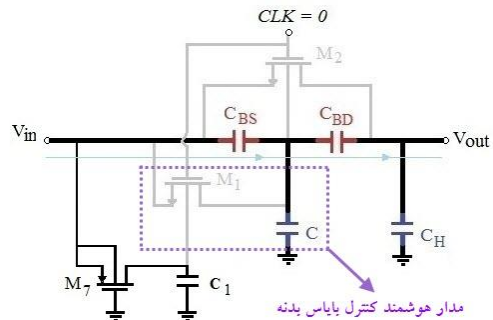 CLK = 0
M2
CBS
CBD
Vin
Vout
M1
C
CH
M7
C1
مدار هوشمند کنترل بایاس بدنه